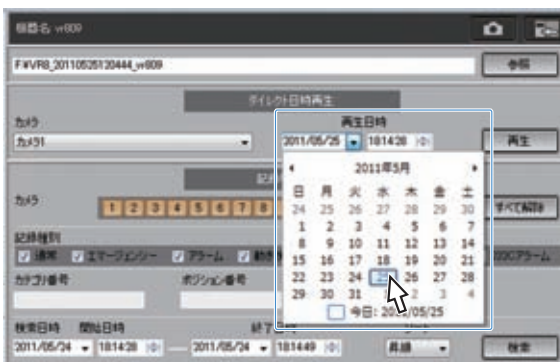 機器名 vr809
F:¥VR8_20110525120444_vr809 参照
ダイレクト日時再生
カメラ 再生日時
カメラ1 2011/05/25 18:14:28 再生
2011年5月
日 月 火 水 木 金 土
24 25 26 27 28 29 30
1 2 3 4 5 6 7
8 9 10 11 12 13 14
15 16 17 18 19 20 21
22 23 24 25 26 27 28
29 30 31 1 2 3 4
今日: 2011/05/25
カメラ 1 2 3 4 5 6 7 8 すべて解除
記録種別
通常 エマージェンシー アラーム
カテゴリ番号 ポジション番号
検索日時 開始日時
2011/05/24 18:14:28 — 2011/05/24 18:14:49 昇順 検索